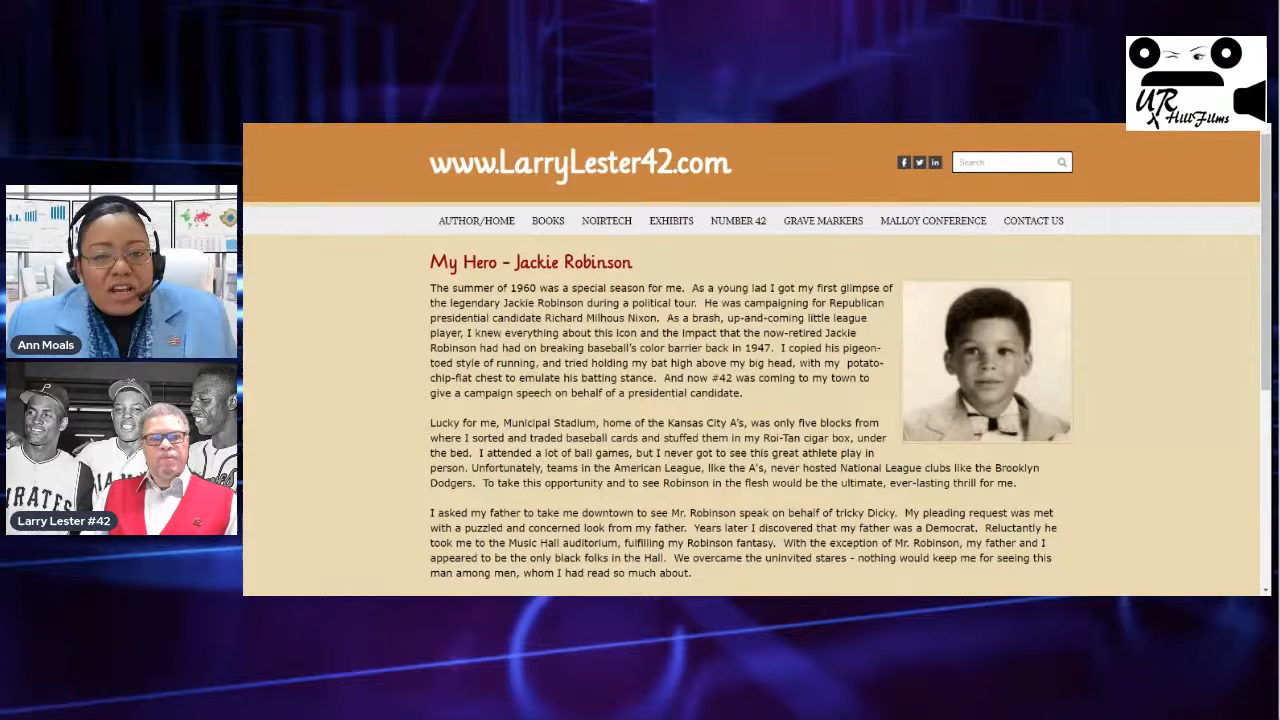 UR
HillFilms
www.LarryLester42.com
Search
AUTHOR/HOME BOOKS NOIRTECH EXHIBITS NUMBER 42 GRAVE MARKERS MALLOY CONFERENCE CONTACT US
My Hero - Jackie Robinson
The summer of 1960 was a special season for me. As a young lad I got my first glimpse of
the legendary Jackie Robinson during a political tour. He was campaigning for Republican
presidential candidate Richard Milhous Nixon. As a brash, up-and-coming little league
player, I knew everything about this icon and the impact that the now-retired Jackie
Robinson had had on breaking baseball's color barrier back in 1947. I copied his pigeon-
toed style of running, and tried holding my bat high above my big head, with my potato-
chip-flat chest to emulate his batting stance. And now #42 was coming to my town to
give a campaign speech on behalf of a presidential candidate.
Lucky for me, Municipal Stadium, home of the Kansas City A's, was only five blocks from
where I sorted and traded baseball cards and stuffed them in my Roi-Tan cigar box, under
the bed. I attended a lot of ball games, but I never got to see this great athlete play in
person. Unfortunately, teams in the American League, like the A's, never hosted National League clubs like the Brooklyn
Dodgers. To take this opportunity and to see Robinson in the flesh would be the ultimate, ever-lasting thrill for me.
I asked my father to take me downtown to see Mr. Robinson speak on behalf of tricky Dicky. My pleading request was met
with a puzzled and concerned look from my father. Years later I discovered that my father was a Democrat. Reluctantly he
took me to the Music Hall auditorium, fulfilling my Robinson fantasy. With the exception of Mr. Robinson, my father and I
appeared to be the only black folks in the Hall. We overcame the uninvited stares - nothing would keep me for seeing this
man among men, whom I had read so much about.
Ann Moals
P
IRATES
Larry Lester #42